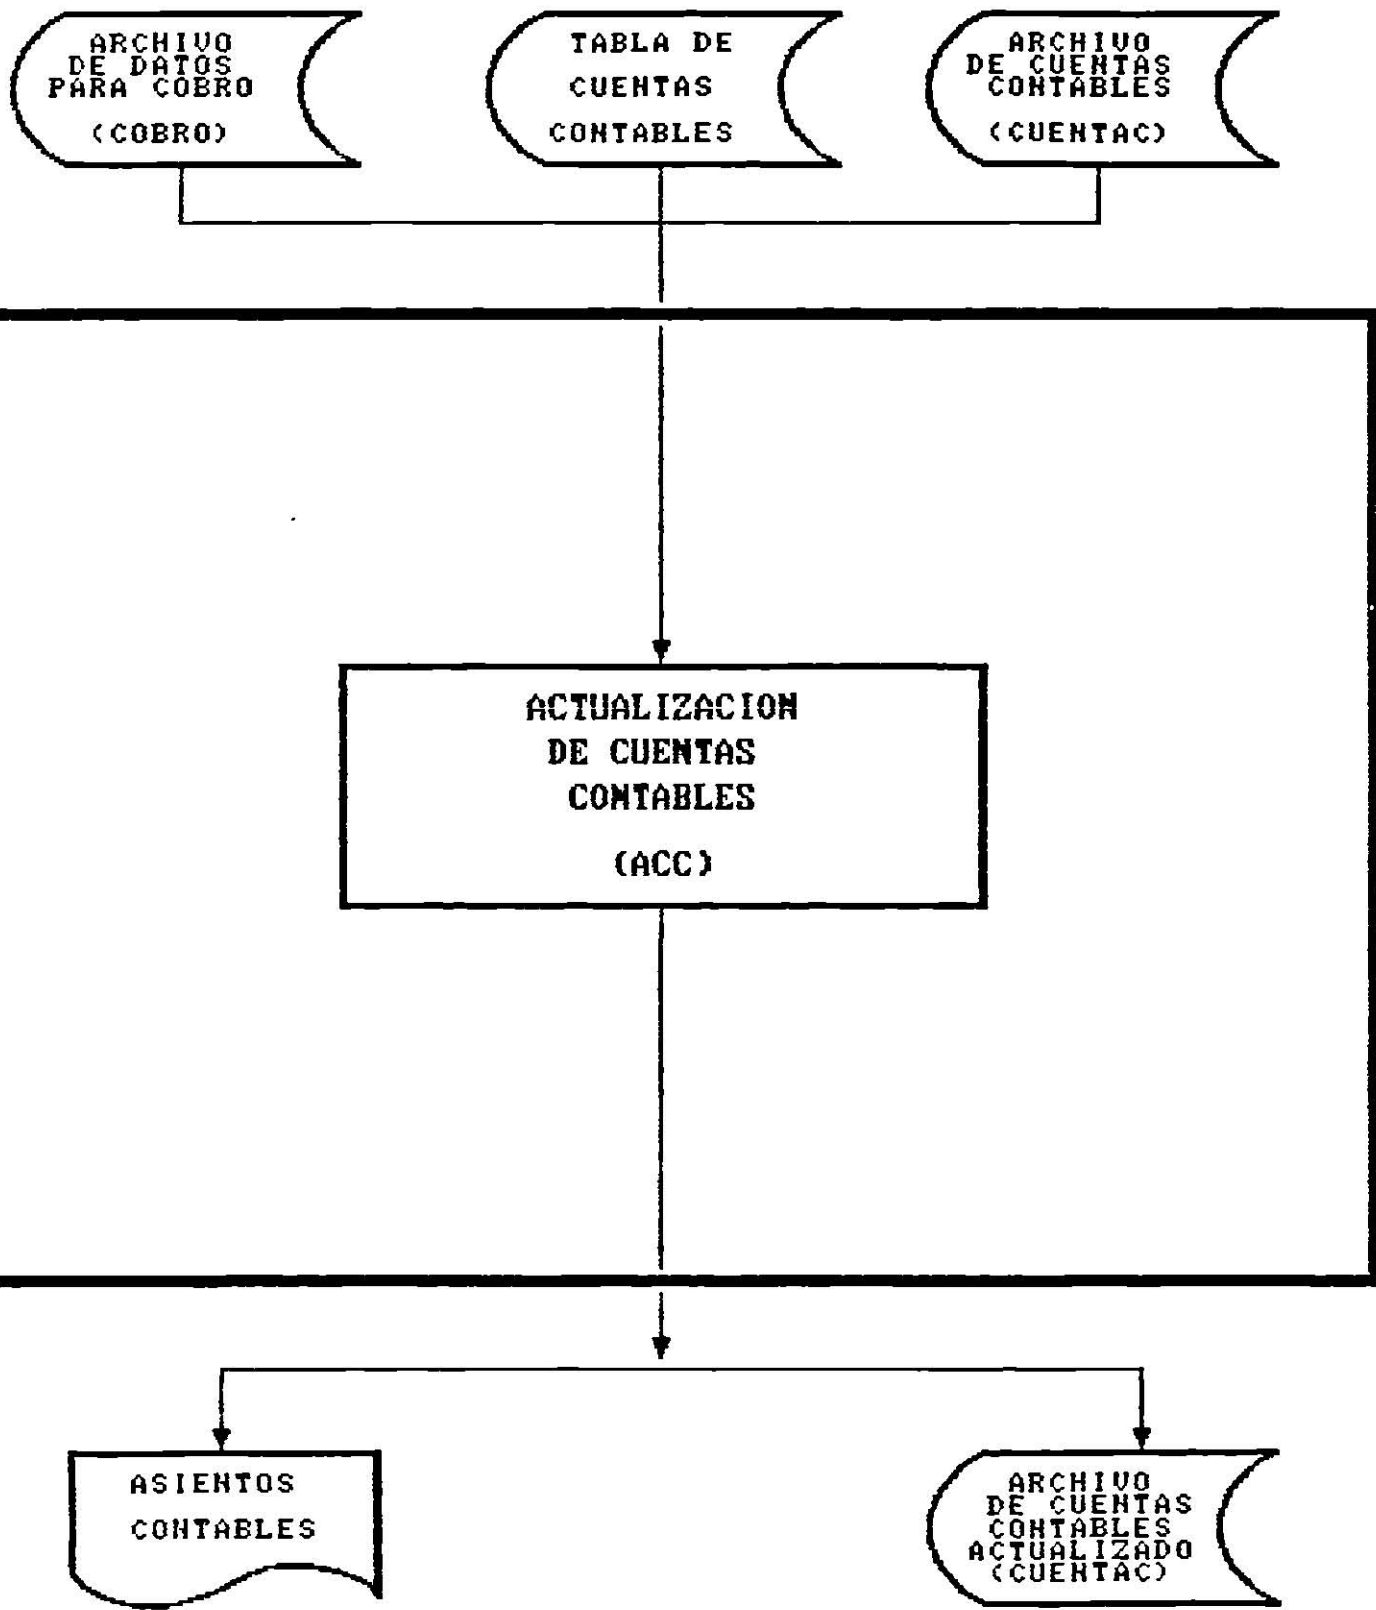 ARCHIVO
DE DATOS
PARA COBRO
(COBRO)
TABLA DE
CUENTAS
CONTABLES
ARCHIVO
DE CUENTAS
CONTABLES
(CUENTAC)
ACTUALIZACION
DE CUENTAS
CONTABLES
(ACC)
ASIENTOS
CONTABLES
ARCHIVO
DE CUENTAS
CONTABLES
ACTUALIZADO
(CUENTAC)